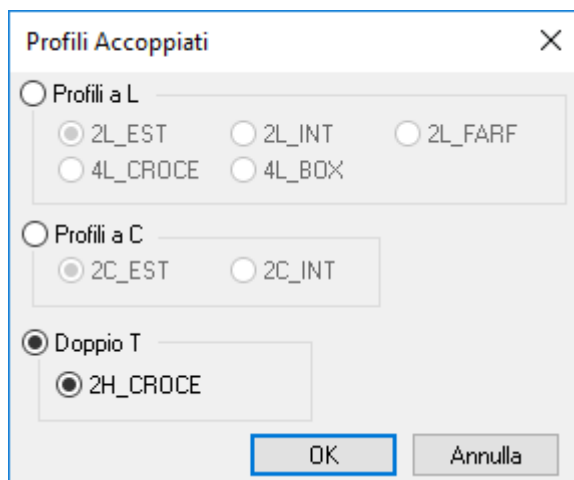 Profili Accoppiati
Profili a L
2L_EST 2L_INT 2L_FARF
4L_CROCE 4L_BOX
Profili a C
2C_EST 2C_INT
Doppio T
2H_CROCE
OK Annulla